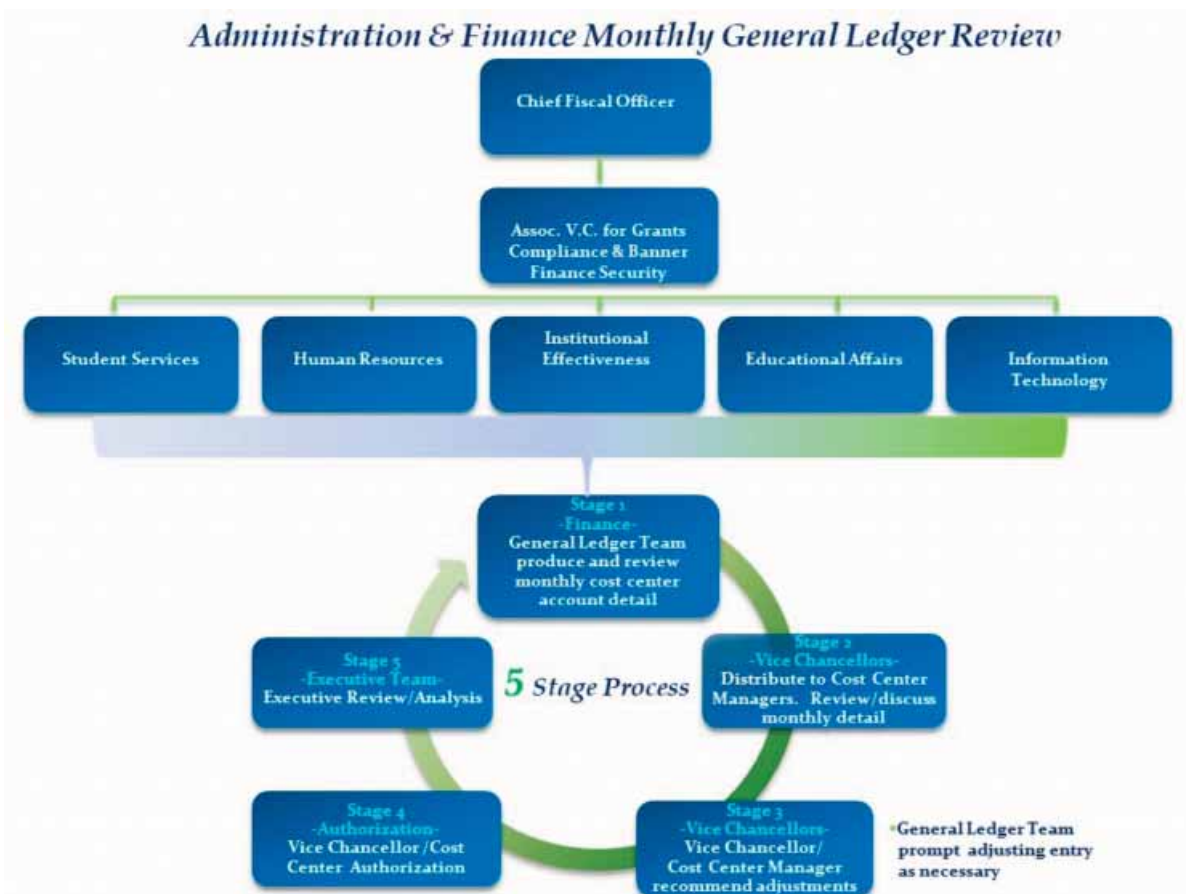 Administration & Finance Monthly General Ledger Review
Chief Fiscal Officer
Assoc. V.C. for Grants
Compliance & Banner
Finance Security
Student Services
Human Resources
Institutional
Effectiveness
Educational Affairs
Information
Technology
Stage 1
-Finance-
General Ledger Team
produce and review
monthly cost center
account detail
Stage 2
-Vice Chancellors-
Distribute to Cost Center
Managers. Review/discuss
monthly detail
Stage 3
-Vice Chancellors-
Vice Chancellor/
Cost Center Manager
recommend adjustments
•General Ledger Team
prompt adjusting entry
as necessary
Stage 4
-Authorization-
Vice Chancellor /Cost
Center Authorization
Stage 5
-Executive Team-
Executive Review/Analysis
5 Stage Process